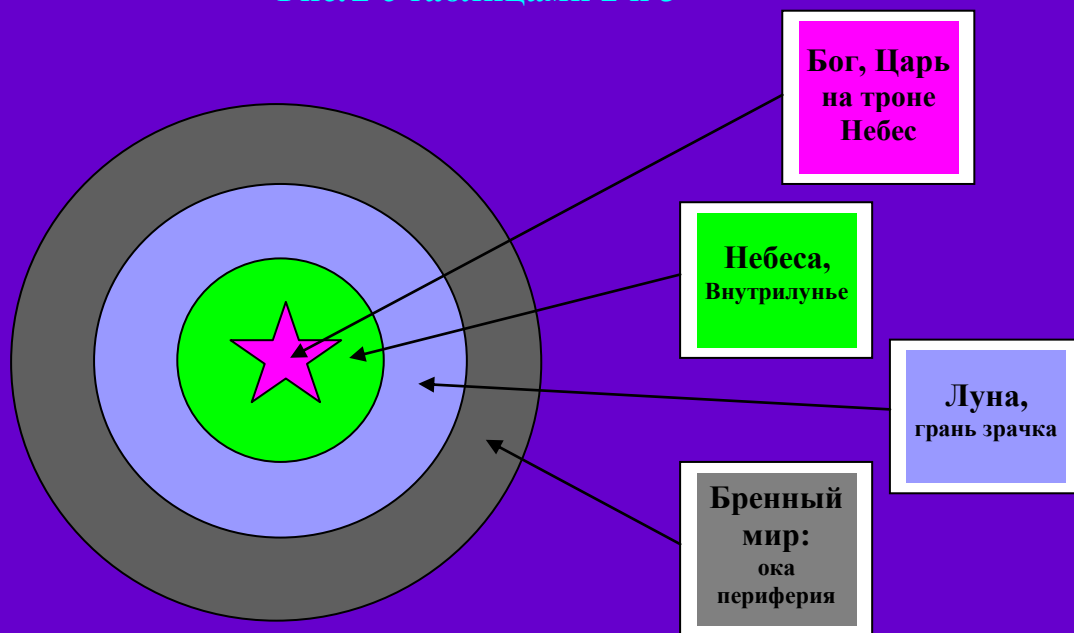 Бог, Царь
на троне
Небес
Небеса,
Внутрилунье
Луна,
грань зрачка
Бренный
мир:
ока
периферия